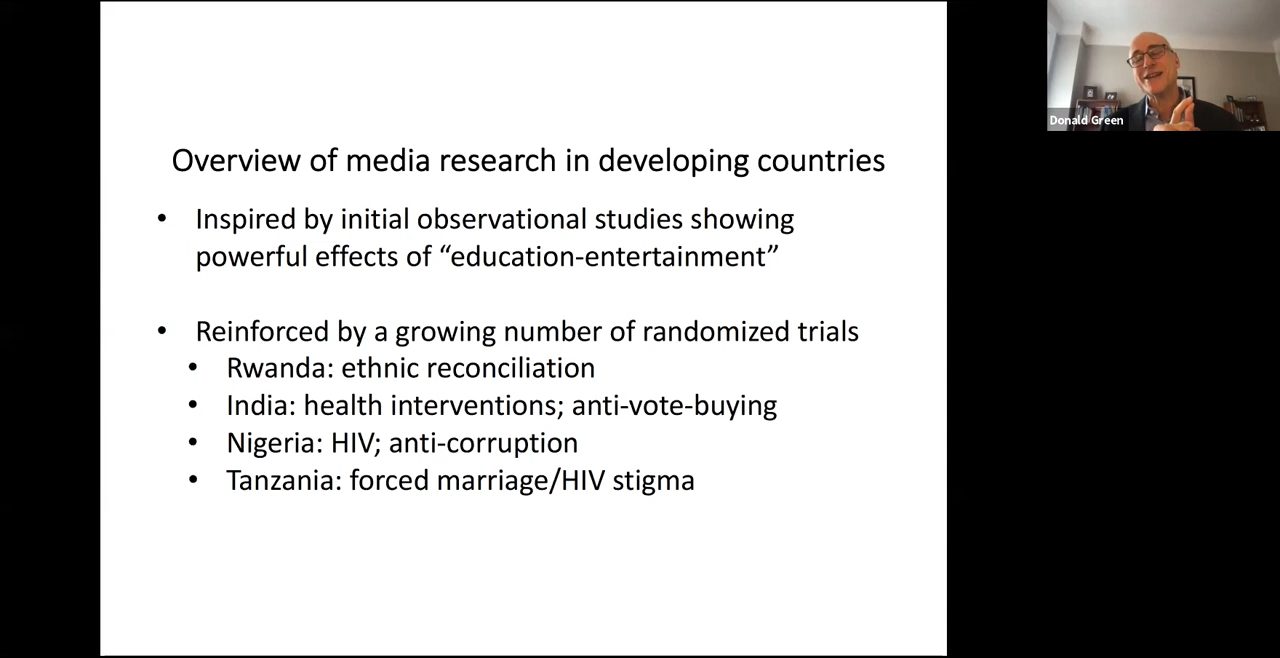 Overview of media research in developing countries
• Inspired by initial observational studies showing
powerful effects of “education-entertainment”
• Reinforced by a growing number of randomized trials
• Rwanda: ethnic reconciliation
• India: health interventions; anti-vote-buying
• Nigeria: HIV; anti-corruption
• Tanzania: forced marriage/HIV stigma
Donald Green